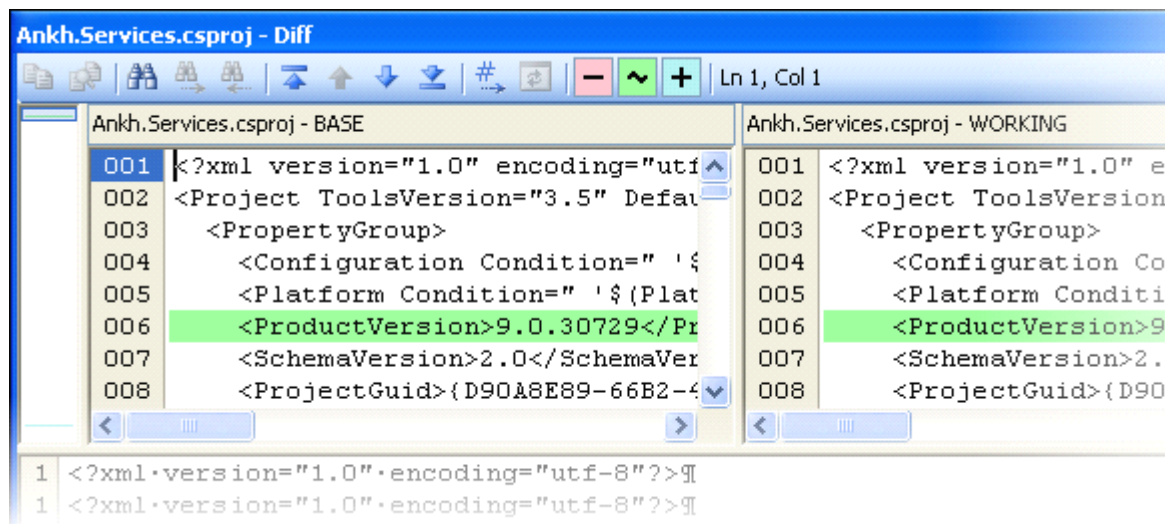 Ankh.Services.csproj - Diff
Ln 1, Col 1
Ankh.Services.csproj - BASE
001 <?xml version="1.0" encoding="utf
002 <Project ToolsVersion="3.5" Defau
003 <PropertyGroup>
004 <Configuration Condition=" '$
005 <Platform Condition=" '$(Plat
006 <ProductVersion>9.0.30729</Pr
007 <SchemaVersion>2.0</SchemaVer
008 <ProjectGuid>{D90A8E89-66B2-4
Ankh.Services.csproj - WORKING
001 <?xml version="1.0" e
002 <Project ToolsVersion
003 <PropertyGroup>
004 <Configuration Co
005 <Platform Conditi
006 <ProductVersion>9
007 <SchemaVersion>2.
008 <ProjectGuid>{D90
1 <?xml·version="1.0"·encoding="utf-8"?>¶
1 <?xml·version="1.0"·encoding="utf-8"?>¶